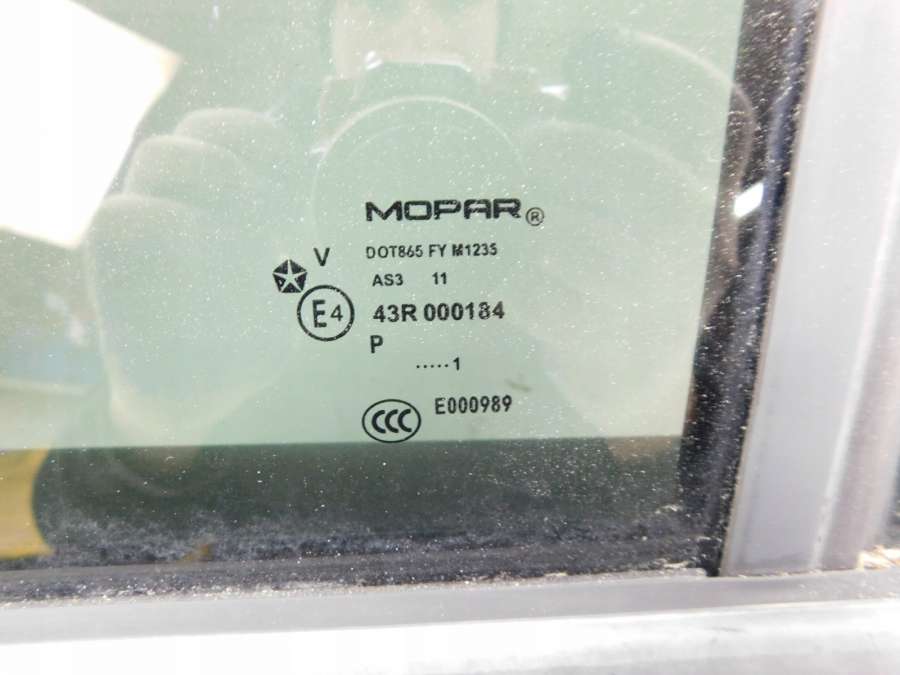 MOPAR®
V DOT865 FY M1235
AS3 11
E4 43R 000184
P
.....1
CCC E000989